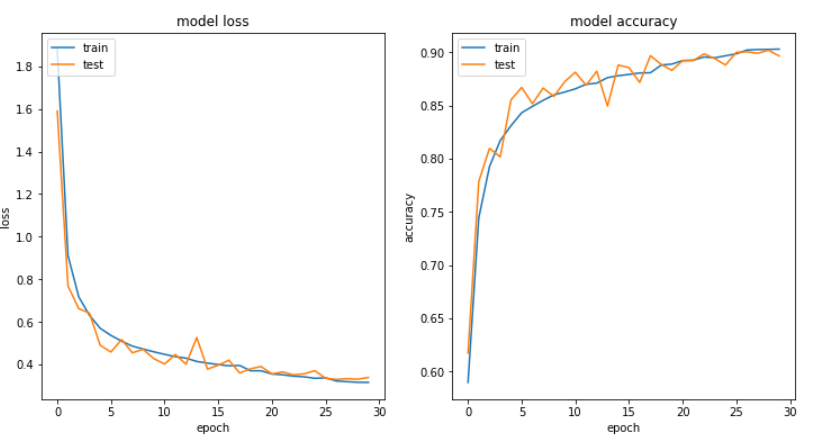 model loss
train
test
1.8
1.6
1.4
1.2
1.0
0.8
0.6
0.4
loss
0 5 10 15 20 25 30
epoch
model accuracy
train
test
0.90
0.85
0.80
0.75
0.70
0.65
0.60
accuracy
0 5 10 15 20 25 30
epoch